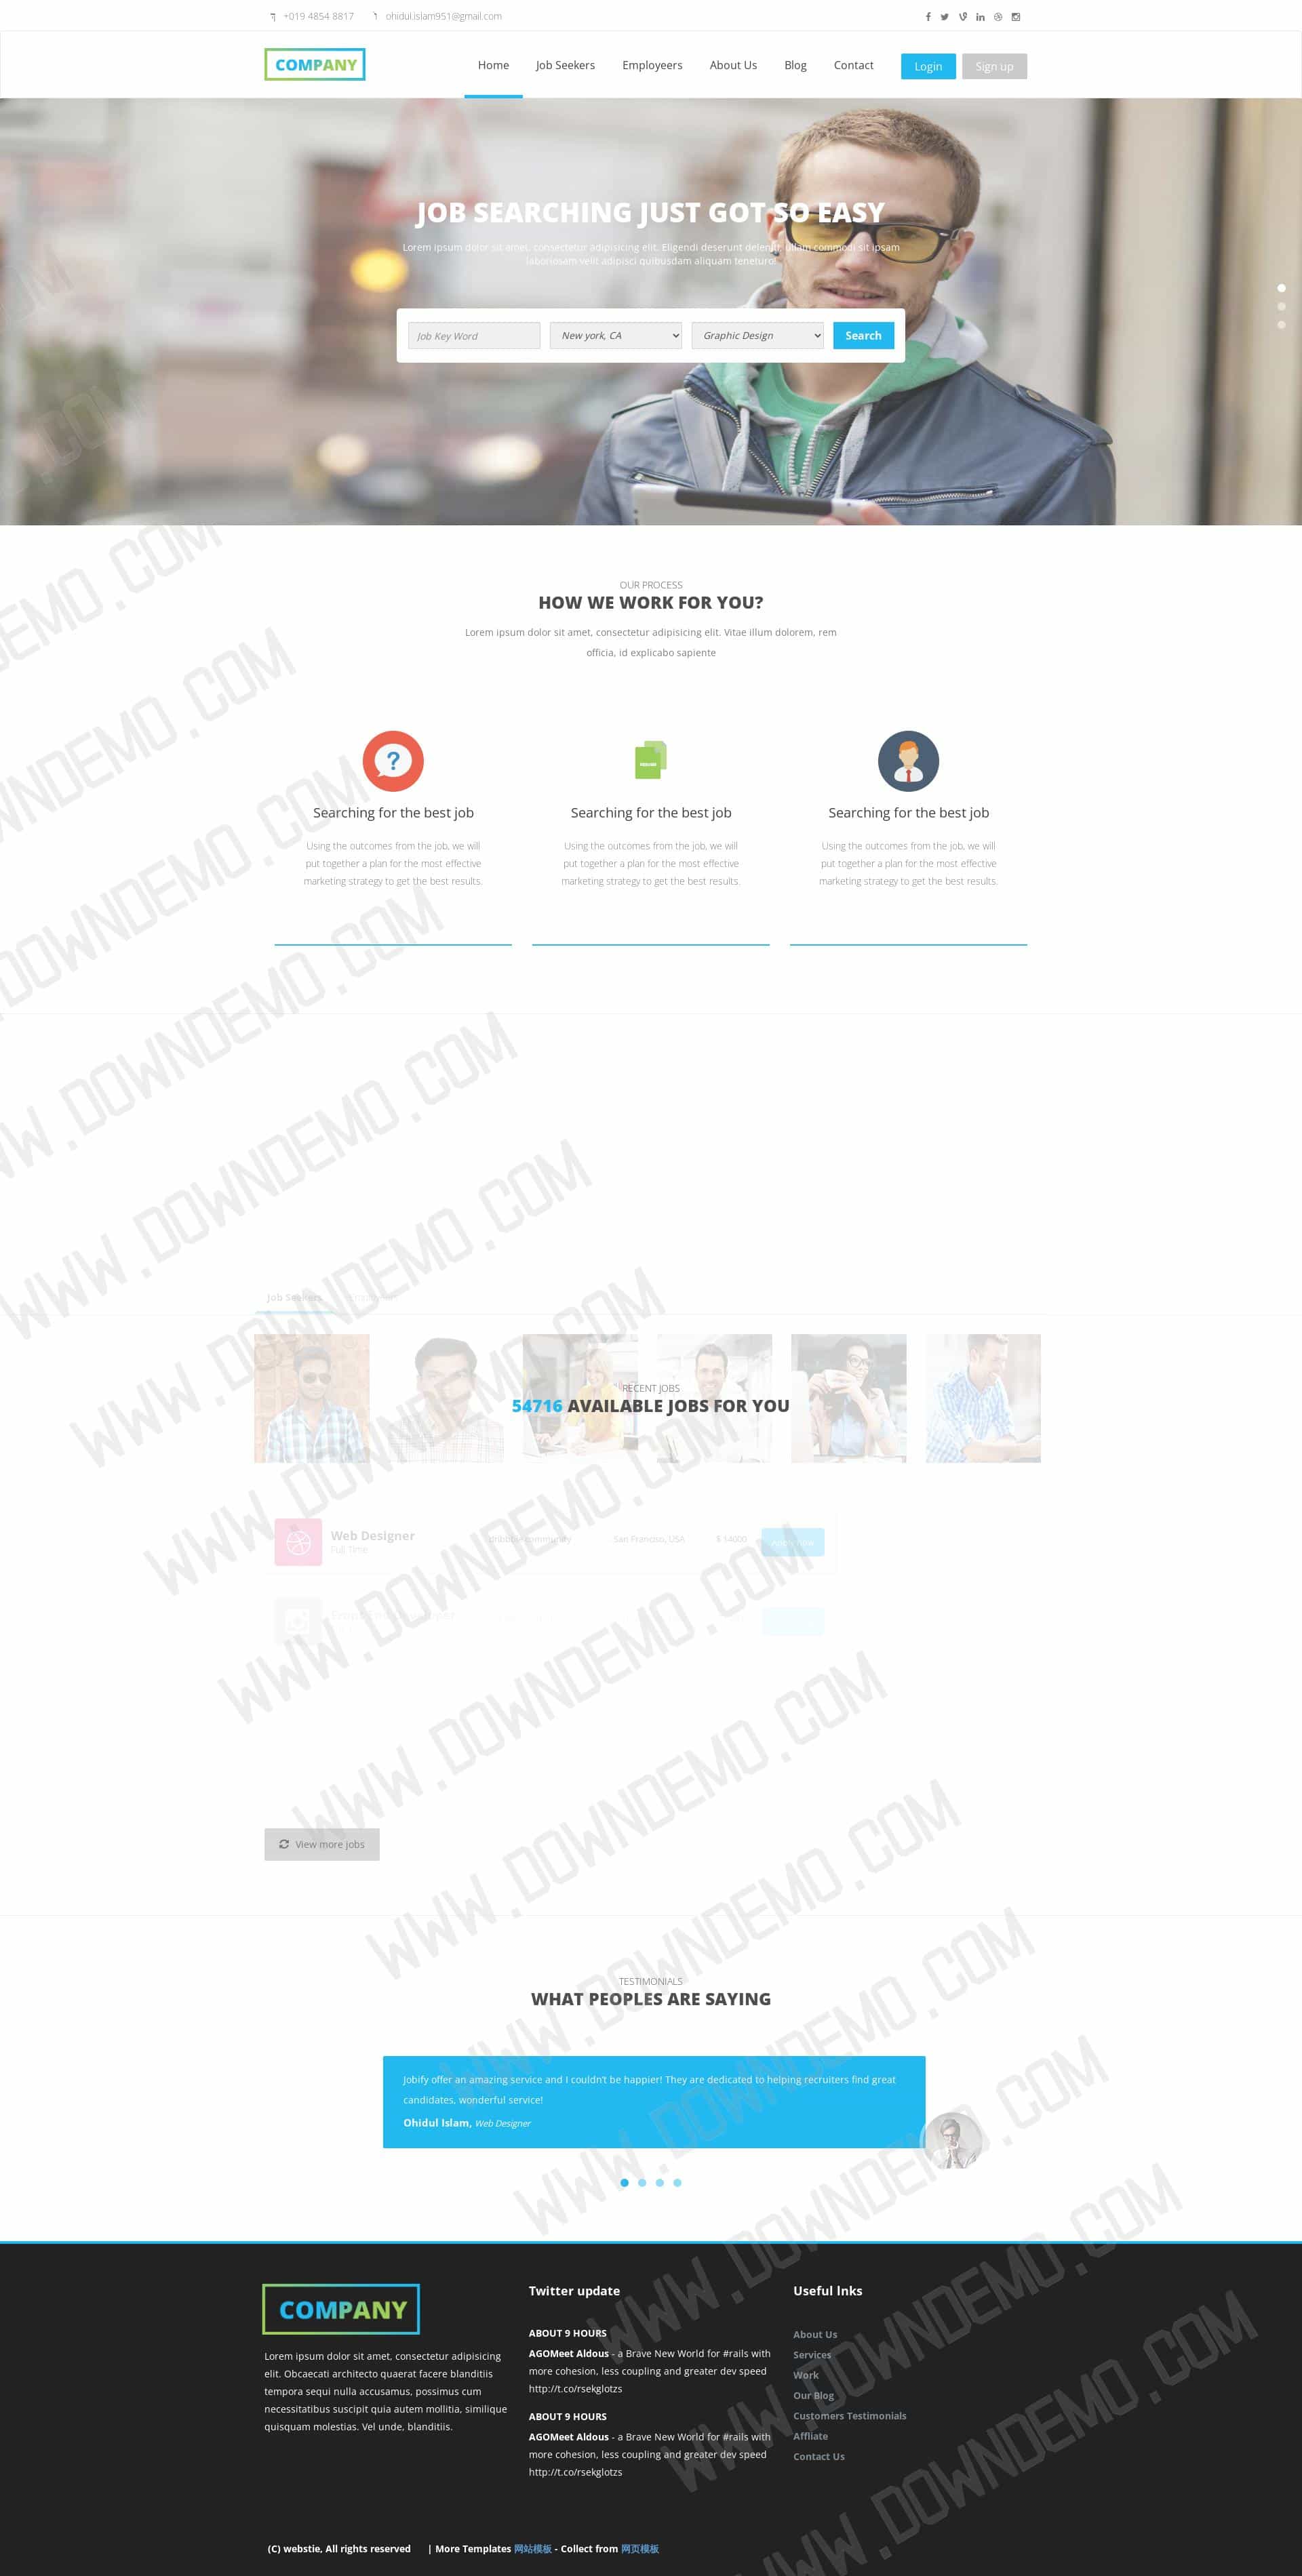 +019 4854 8817 ohidul.islam951@gmail.com
COMPANY
Home Job Seekers Employeers About Us Blog Contact Login Sign up
JOB SEARCHING JUST GOT SO EASY
Lorem ipsum dolor sit amet, consectetur adipisicing elit. Eligendi deserunt deleniti, ullam commodi sit ipsam
laboriosam velit adipisci quibusdam aliquam teneturo!
Job Key Word New york, CA Graphic Design Search
OUR PROCESS
HOW WE WORK FOR YOU?
Lorem ipsum dolor sit amet, consectetur adipisicing elit. Vitae illum dolorem, rem
officia, id explicabo sapiente
Searching for the best job
Using the outcomes from the job, we will
put together a plan for the most effective
marketing strategy to get the best results.
Searching for the best job
Using the outcomes from the job, we will
put together a plan for the most effective
marketing strategy to get the best results.
Searching for the best job
Using the outcomes from the job, we will
put together a plan for the most effective
marketing strategy to get the best results.
Job Seekers
RECENT JOBS
54716 AVAILABLE JOBS FOR YOU
Web Designer
Full Time
dribbble community San Franciso, USA $ 14000 Apply now
View more jobs
TESTIMONIALS
WHAT PEOPLES ARE SAYING
Jobify offer an amazing service and I couldn't be happier! They are dedicated to helping recruiters find great
candidates, wonderful service!
Ohidul Islam, Web Designer
COMPANY
Lorem ipsum dolor sit amet, consectetur adipisicing
elit. Obcaecati architecto quaerat facere blanditiis
tempora sequi nulla accusamus, possimus cum
necessitatibus suscipit quia autem mollitia, similique
quisquam molestias. Vel unde, blanditiis.
Twitter update
ABOUT 9 HOURS
AGOMeet Aldous - a Brave New World for #rails with
more cohesion, less coupling and greater dev speed
http://t.co/rsekglotzs
ABOUT 9 HOURS
AGOMeet Aldous - a Brave New World for #rails with
more cohesion, less coupling and greater dev speed
http://t.co/rsekglotzs
Useful lnks
About Us
Services
Work
Our Blog
Customers Testimonials
Affliate
Contact Us
(C) webstie, All rights reserved | More Templates 网站模板 - Collect from 网页模板
WWW.DOWNDEMO.COM